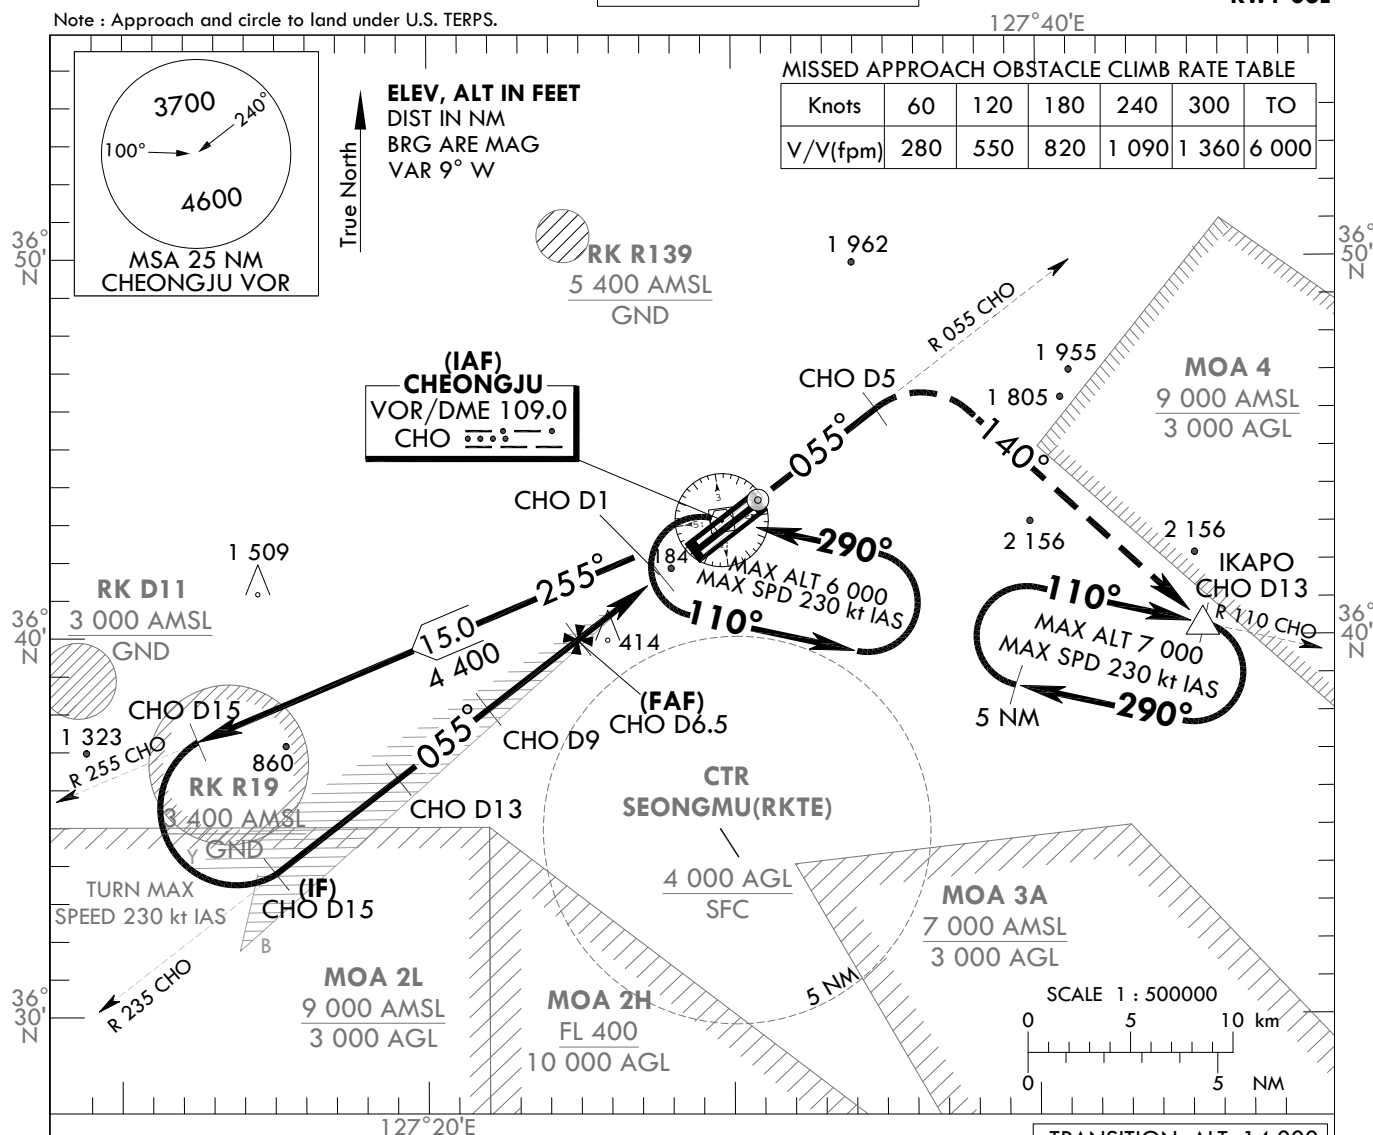 Note : Approach and circle to land under U.S. TERPS.
127°40'E
3700
240°
100°
4600
MSA 25 NM
CHEONGJU VOR
True North
ELEV, ALT IN FEET
DIST IN NM
BRG ARE MAG
VAR 9° W
MISSED APPROACH OBSTACLE CLIMB RATE TABLE
Knots 60 120 180 240 300 TO
V/V(fpm) 280 550 820 1 090 1 360 6 000
36°
50'
N
36°
50'
N
RK R139
5 400 AMSL
GND
1 962
R 055 CHO
1 955
1 805
MOA 4
9 000 AMSL
3 000 AGL
(IAF)
CHEONGJU
VOR/DME 109.0
CHO
CHO D5
055°
140°
CHO D1
3
1 509
255°
184
290°
MAX ALT 6 000
MAX SPD 230 kt IAS
110°
2 156
2 156
IKAPO
CHO D13
R 110 CHO
110°
MAX ALT 7 000
MAX SPD 230 kt IAS
290°
5 NM
RK D11
3 000 AMSL
GND
36°
40'
N
36°
40'
N
15.0
4 400
414
(FAF)
CHO D6.5
CHO D15
1 323
R 255 CHO
860
055°
CHO D9
RK R19
3 400 AMSL
GND
Y
CHO D13
CTR
SEONGMU(RKTE)
4 000 AGL
SFC
TURN MAX
SPEED 230 kt IAS
(IF)
CHO D15
B
MOA 3A
7 000 AMSL
3 000 AGL
R 235 CHO
MOA 2L
9 000 AMSL
3 000 AGL
MOA 2H
FL 400
10 000 AGL
5 NM
36°
30'
N
SCALE 1 : 500000
0 5 10 km
0 5 NM
127°20'E